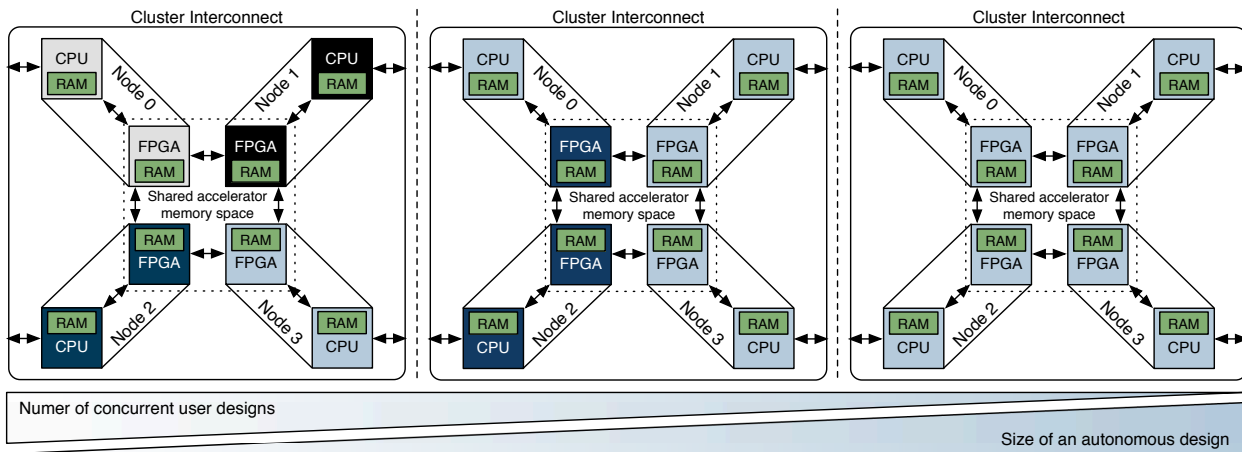 Cluster Interconnect
CPU
RAM
Node 0
Node 1
CPU
RAM
FPGA
RAM
FPGA
RAM
Shared accelerator
memory space
RAM
FPGA
RAM
FPGA
RAM
CPU
Node 2
Node 3
RAM
CPU
Cluster Interconnect
CPU
RAM
Node 0
Node 1
CPU
RAM
FPGA
RAM
FPGA
RAM
Shared accelerator
memory space
RAM
FPGA
RAM
FPGA
RAM
CPU
Node 2
Node 3
RAM
CPU
Cluster Interconnect
CPU
RAM
Node 0
Node 1
CPU
RAM
FPGA
RAM
FPGA
RAM
Shared accelerator
memory space
RAM
FPGA
RAM
FPGA
RAM
CPU
Node 2
Node 3
RAM
CPU
Numer of concurrent user designs
Size of an autonomous design